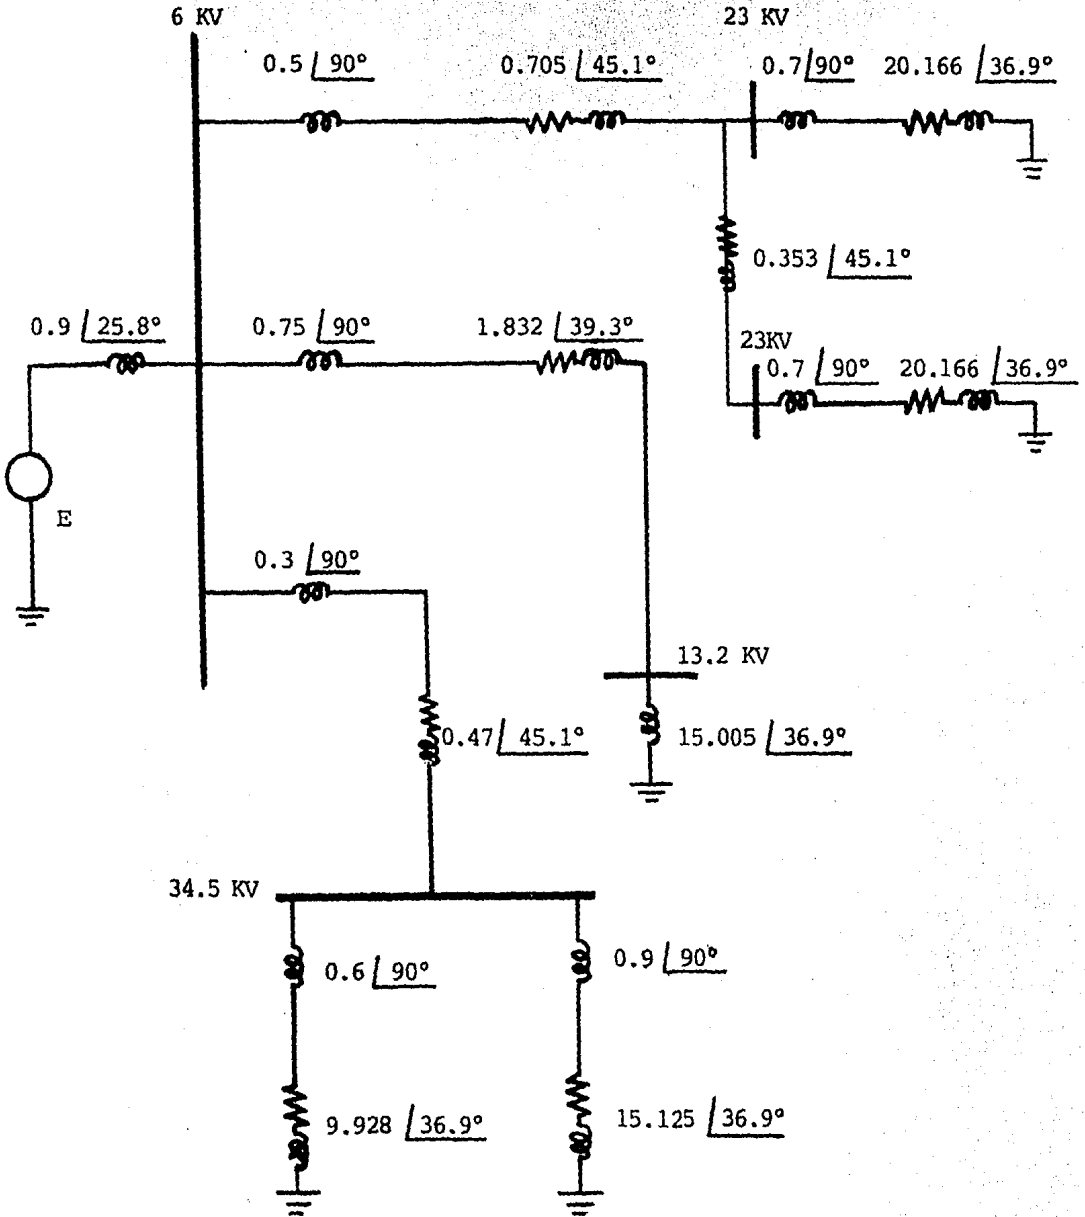 6 KV 23 KV
0.5 /90° 0.705 /45.1° 0.7/90° 20.166 /36.9°
0.353 /45.1°
0.9 /25.8° 0.75 /90° 1.832 /39.3°
23KV
0.7 /90° 20.166 /36.9°
E
0.3 /90°
13.2 KV
0.47/45.1° 15.005 /36.9°
34.5 KV
0.6 /90° 0.9 /90°
9.928 /36.9° 15.125 /36.9°